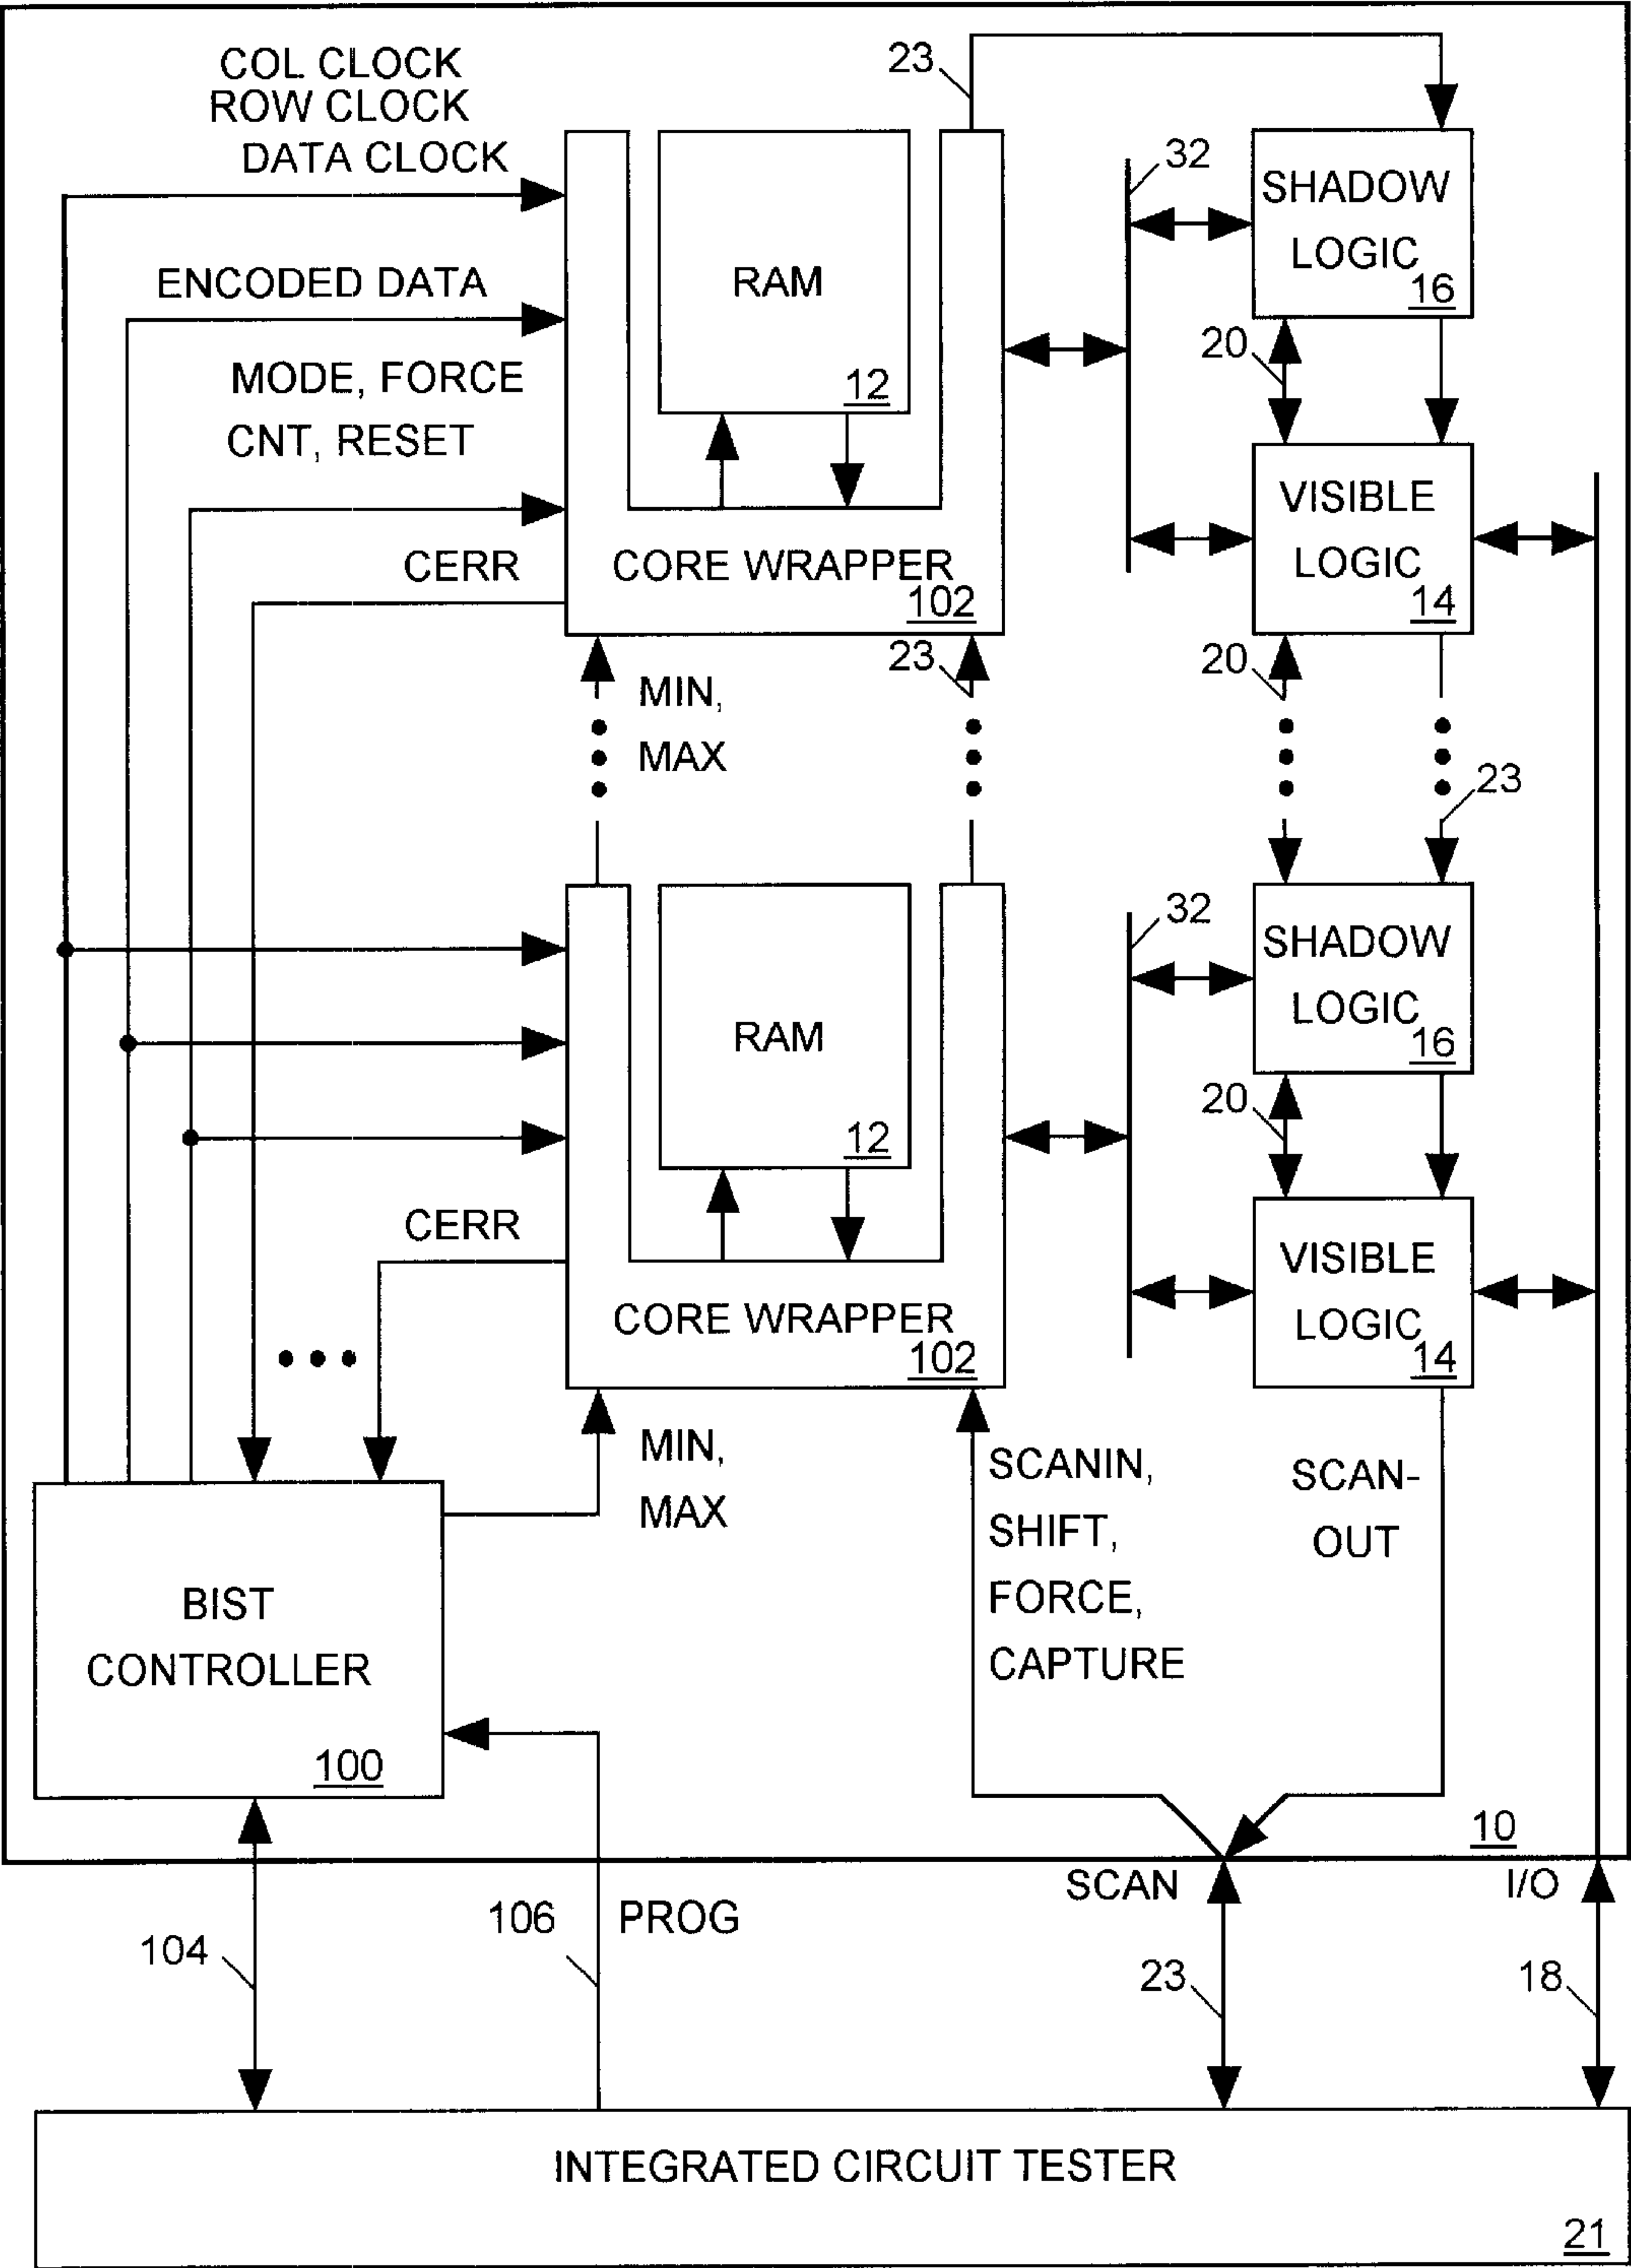 COL CLOCK
ROW CLOCK
DATA CLOCK
23
32
SHADOW
LOGIC
16
ENCODED DATA
RAM
12
MODE, FORCE
CNT, RESET
20
VISIBLE
LOGIC
14
CERR
CORE WRAPPER
102
23
20
MIN,
MAX
23
32
SHADOW
LOGIC
16
RAM
12
20
CERR
VISIBLE
LOGIC
14
CORE WRAPPER
102
MIN,
MAX
SCANIN,
SHIFT,
FORCE,
CAPTURE
SCAN-
OUT
BIST
CONTROLLER
100
10
SCAN
I/O
106
PROG
104
23
18
INTEGRATED CIRCUIT TESTER
21